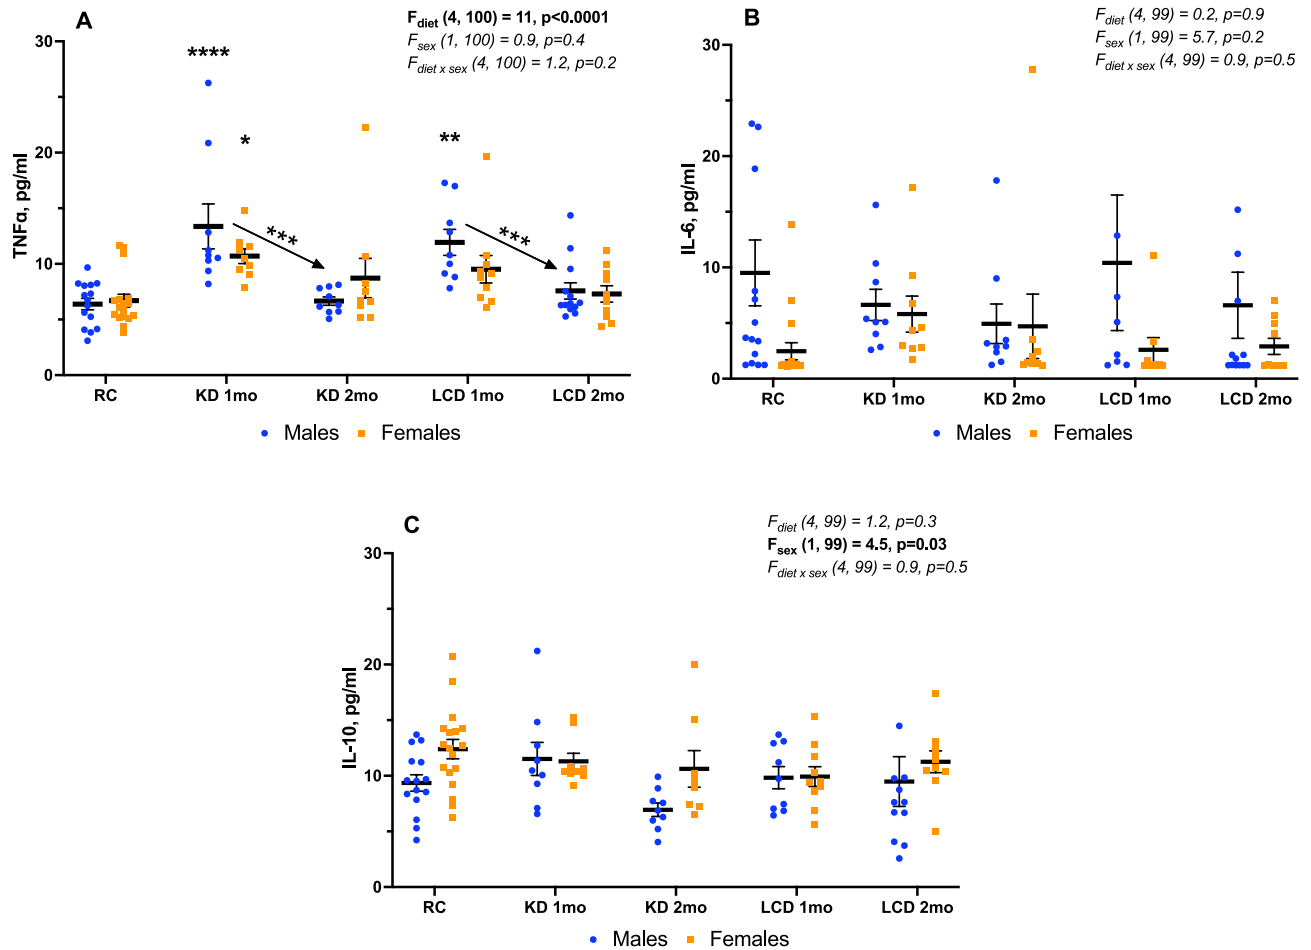 A
F_diet (4, 100) = 11, p<0.0001
F_sex (1, 100) = 0.9, p=0.4
F_diet x sex (4, 100) = 1.2, p=0.2
TNFα, pg/ml
30
20
10
0
****
*
***
**
***
RC KD 1mo KD 2mo LCD 1mo LCD 2mo
Males Females
B
F_diet (4, 99) = 0.2, p=0.9
F_sex (1, 99) = 5.7, p=0.2
F_diet x sex (4, 99) = 0.9, p=0.5
IL-6, pg/ml
30
20
10
0
RC KD 1mo KD 2mo LCD 1mo LCD 2mo
Males Females
C
F_diet (4, 99) = 1.2, p=0.3
F_sex (1, 99) = 4.5, p=0.03
F_diet x sex (4, 99) = 0.9, p=0.5
IL-10, pg/ml
30
20
10
0
RC KD 1mo KD 2mo LCD 1mo LCD 2mo
Males Females